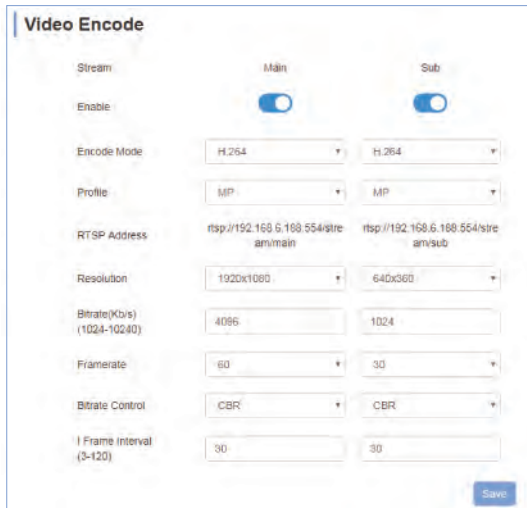 Video Encode
Stream Main Sub
Enable
Encode Mode H.264 H.264
Profile MP MP
RTSP Address rtsp://192.168.6.188:554/stre rtsp://192.168.6.188:554/stre
am/main am/sub
Resolution 1920x1080 640x360
Bitrate(Kb/s)
(1024-10240) 4096 1024
Framerate 60 30
Bitrate Control CBR CBR
I Frame Interval
(3-120) 30 30
Save